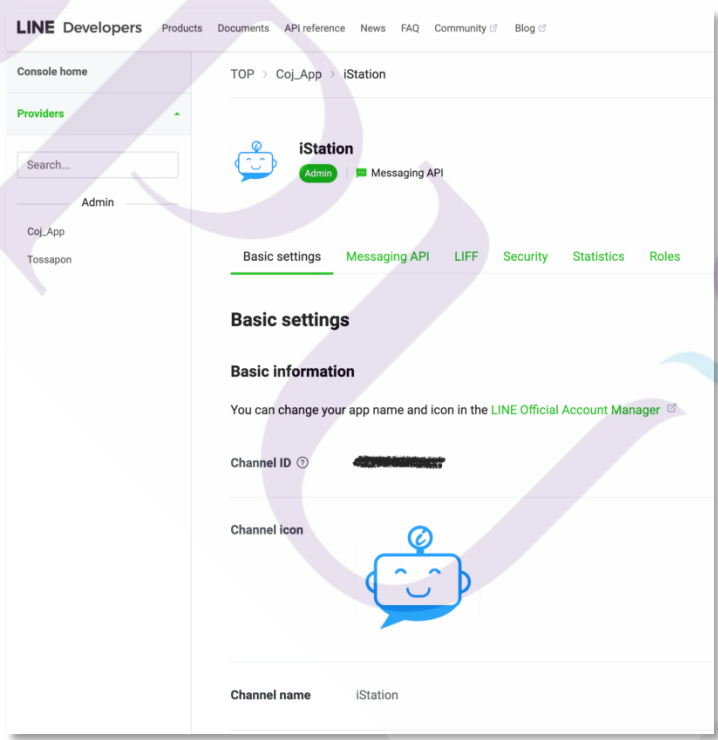 LINE Developers Products Documents API reference News FAQ Community Blog
Console home
Providers
Search...
Admin
Coj_App
Tossapon
TOP > Coj_App > iStation
iStation
Admin Messaging API
Basic settings Messaging API LIFF Security Statistics Roles
Basic settings
Basic information
You can change your app name and icon in the LINE Official Account Manager
Channel ID
Channel icon
Channel name iStation